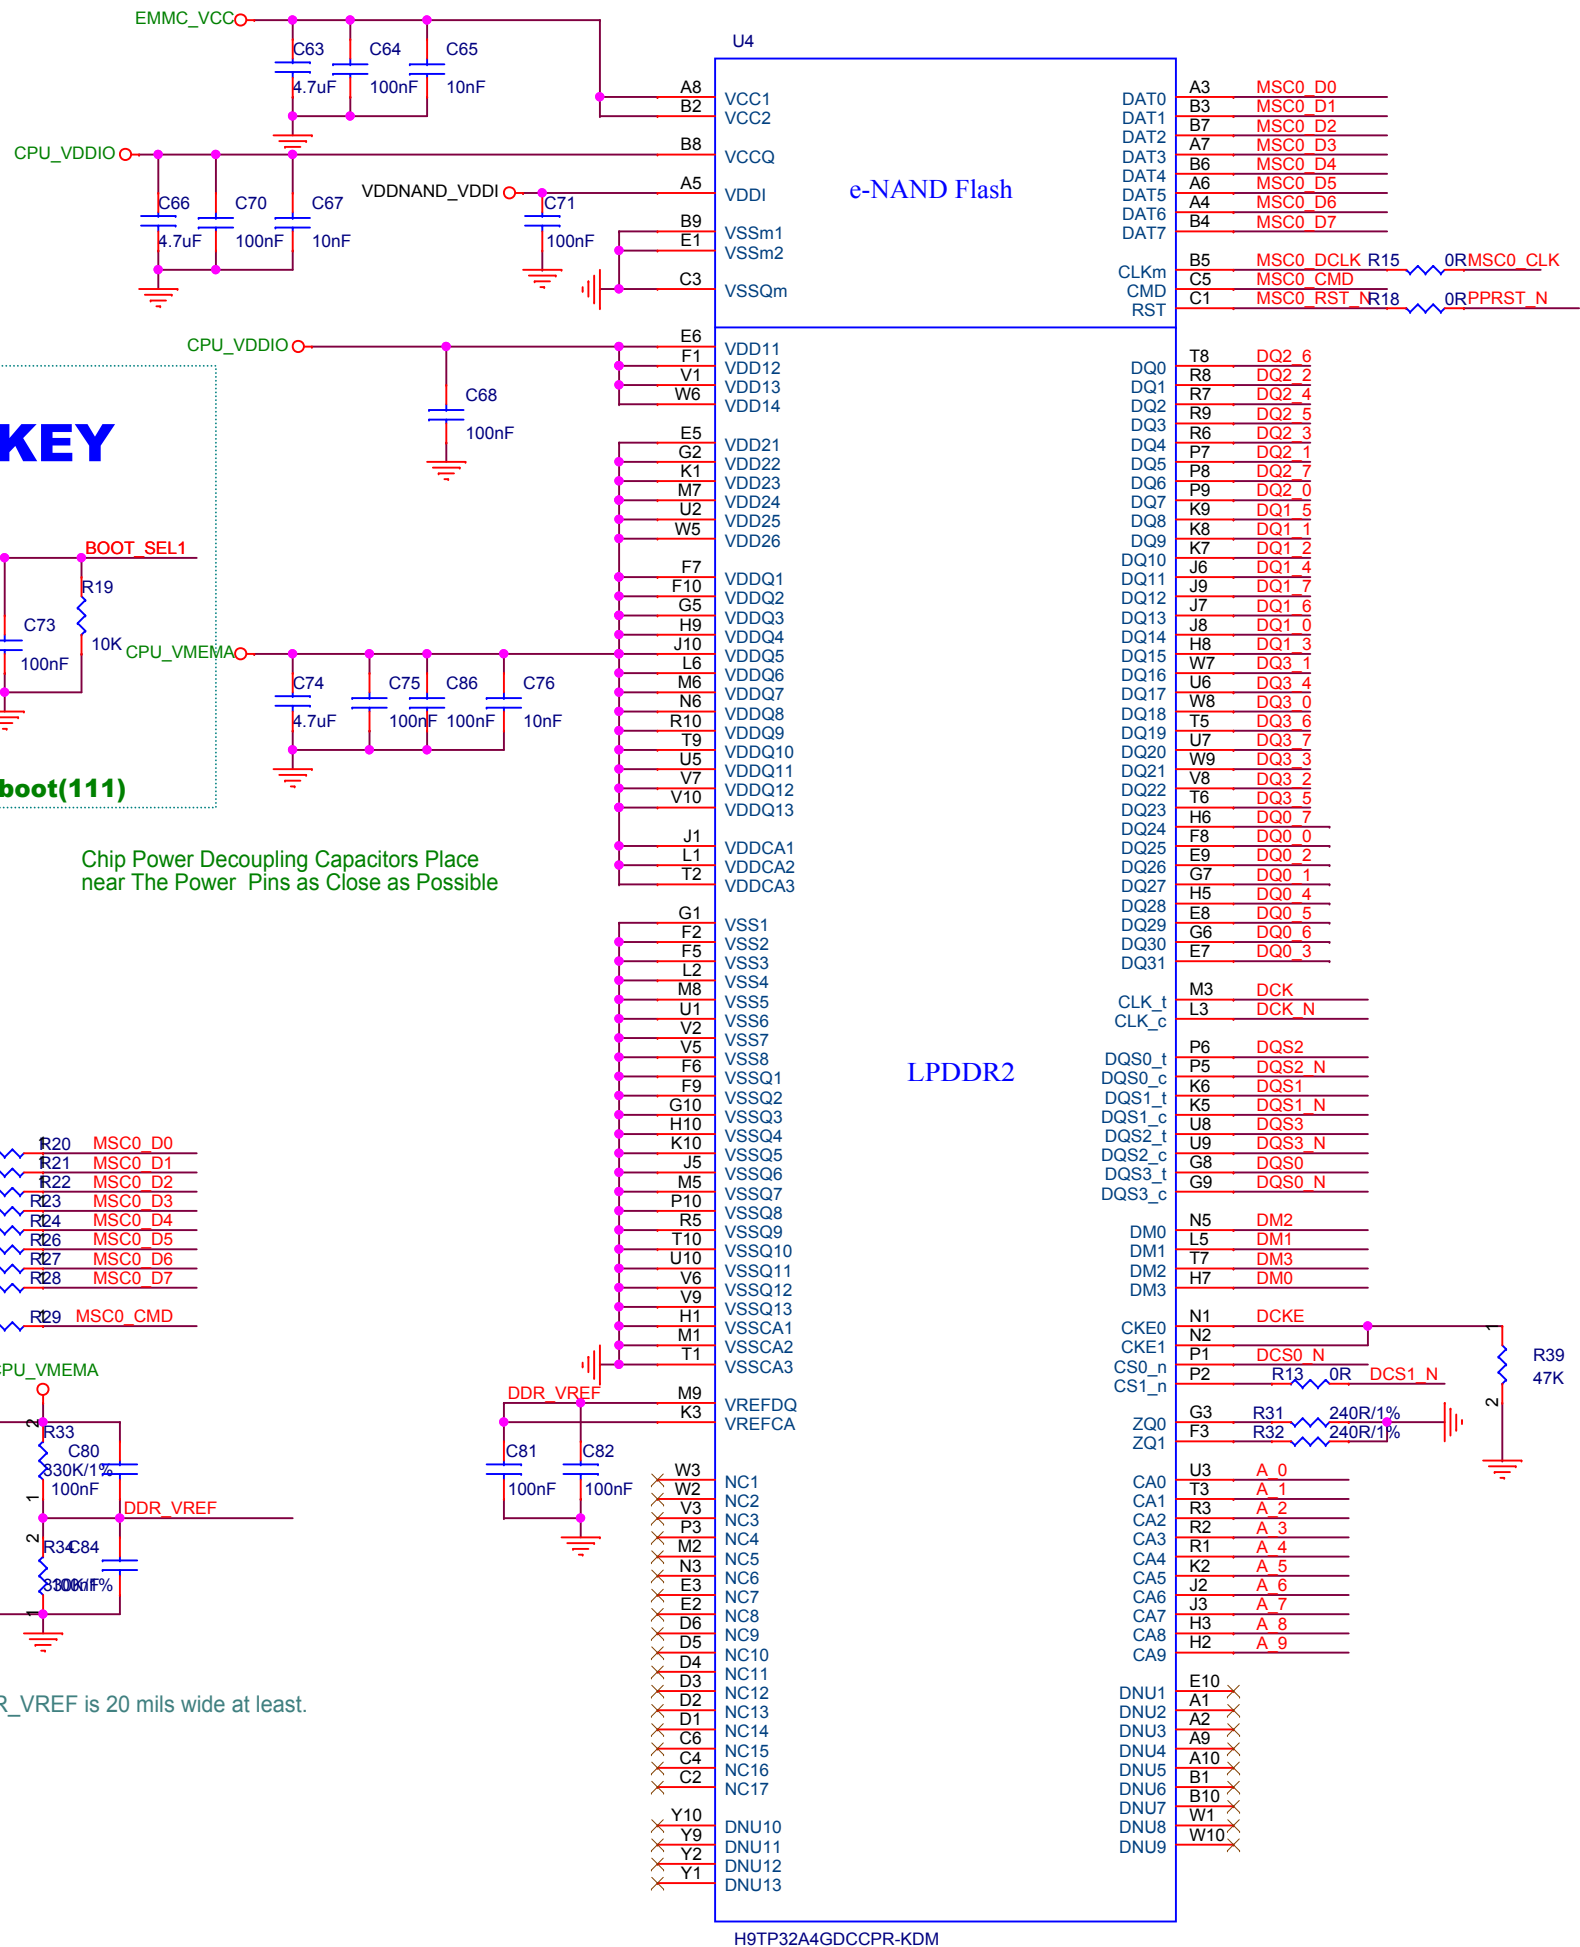 EMMC_VCC
C63 C64 C65
4.7uF 100nF 10nF
CPU_VDDIO
C66 C70 C67
4.7uF 100nF 10nF
VDDNAND_VDDI
C71
100nF
CPU_VDDIO
C68
100nF
KEY
BOOT_SEL1
R19
10K
C73
100nF
boot(111)
CPU_VMEMA
C74 C75 C86 C76
4.7uF 100nF 100nF 10nF
Chip Power Decoupling Capacitors Place
near The Power Pins as Close as Possible
R20 MSC0_D0
R21 MSC0_D1
R22 MSC0_D2
R23 MSC0_D3
R24 MSC0_D4
R26 MSC0_D5
R27 MSC0_D6
R28 MSC0_D7
R29 MSC0_CMD
CPU_VMEMA
2
R33
330K/1%
1
C80
100nF
DDR_VREF
2
R34 C84
330K/1% 100nF
1
R_VREF is 20 mils wide at least.
DDR_VREF
C81 C82
100nF 100nF
U4
e-NAND Flash
LPDDR2
A8 VCC1
B2 VCC2
B8 VCCQ
A5 VDDI
B9 VSSm1
E1 VSSm2
C3 VSSQm
E6 VDD11
F1 VDD12
V1 VDD13
W6 VDD14
E5 VDD21
G2 VDD22
K1 VDD23
M7 VDD24
U2 VDD25
W5 VDD26
F7 VDDQ1
F10 VDDQ2
G5 VDDQ3
H9 VDDQ4
J10 VDDQ5
L6 VDDQ6
M6 VDDQ7
N6 VDDQ8
R10 VDDQ9
T9 VDDQ10
U5 VDDQ11
V7 VDDQ12
V10 VDDQ13
J1 VDDCA1
L1 VDDCA2
T2 VDDCA3
G1 VSS1
F2 VSS2
F5 VSS3
L2 VSS4
M8 VSS5
U1 VSS6
V2 VSS7
V5 VSS8
F6 VSSQ1
F9 VSSQ2
G10 VSSQ3
H10 VSSQ4
K10 VSSQ5
J5 VSSQ6
M5 VSSQ7
P10 VSSQ8
R5 VSSQ9
T10 VSSQ10
U10 VSSQ11
V6 VSSQ12
V9 VSSQ13
H1 VSSCA1
M1 VSSCA2
T1 VSSCA3
M9 VREFDQ
K3 VREFCA
W3 NC1
W2 NC2
V3 NC3
P3 NC4
M2 NC5
N3 NC6
E3 NC7
E2 NC8
D6 NC9
D5 NC10
D4 NC11
D3 NC12
D2 NC13
D1 NC14
C6 NC15
C4 NC16
C2 NC17
Y10 DNU10
Y9 DNU11
Y2 DNU12
Y1 DNU13
DAT0 A3 MSC0_D0
DAT1 B3 MSC0_D1
DAT2 B7 MSC0_D2
DAT3 A7 MSC0_D3
DAT4 B6 MSC0_D4
DAT5 A6 MSC0_D5
DAT6 A4 MSC0_D6
DAT7 B4 MSC0_D7
CLKm B5 MSC0_DCLK R15 0R MSC0_CLK
CMD C5 MSC0_CMD
RST C1 MSC0_RST_N R18 0R PPRST_N
DQ0 T8 DQ2_6
DQ1 R8 DQ2_2
DQ2 R7 DQ2_4
DQ3 R9 DQ2_5
DQ4 R6 DQ2_3
DQ5 P7 DQ2_1
DQ6 P8 DQ2_7
DQ7 P9 DQ2_0
DQ8 K9 DQ1_5
DQ9 K8 DQ1_1
DQ10 K7 DQ1_2
DQ11 J6 DQ1_4
DQ12 J9 DQ1_7
DQ13 J7 DQ1_6
DQ14 J8 DQ1_0
DQ15 H8 DQ1_3
DQ16 W7 DQ3_1
DQ17 U6 DQ3_4
DQ18 W8 DQ3_0
DQ19 T5 DQ3_6
DQ20 U7 DQ3_7
DQ21 W9 DQ3_3
DQ22 V8 DQ3_2
DQ23 T6 DQ3_5
DQ24 H6 DQ0_7
DQ25 F8 DQ0_0
DQ26 E9 DQ0_2
DQ27 G7 DQ0_1
DQ28 H5 DQ0_4
DQ29 E8 DQ0_5
DQ30 G6 DQ0_6
DQ31 E7 DQ0_3
CLK_t M3 DCK
CLK_c L3 DCK_N
DQS0_t P6 DQS2
DQS0_c P5 DQS2_N
DQS1_t K6 DQS1
DQS1_c K5 DQS1_N
DQS2_t U8 DQS3
DQS2_c U9 DQS3_N
DQS3_t G8 DQS0
DQS3_c G9 DQS0_N
DM0 N5 DM2
DM1 L5 DM1
DM2 T7 DM3
DM3 H7 DM0
CKE0 N1 DCKE
CKE1 N2
CS0_n P1 DCS0_N
CS1_n P2 R13 0R DCS1_N
1
R39
47K
2
ZQ0 G3 R31 240R/1%
ZQ1 F3 R32 240R/1%
CA0 U3 A_0
CA1 T3 A_1
CA2 R3 A_2
CA3 R2 A_3
CA4 R1 A_4
CA5 K2 A_5
CA6 J2 A_6
CA7 J3 A_7
CA8 H3 A_8
CA9 H2 A_9
DNU1 E10
DNU2 A1
DNU3 A2
DNU4 A9
DNU5 A10
DNU6 B1
DNU7 B10
DNU8 W1
DNU9 W10
H9TP32A4GDCCPR-KDM